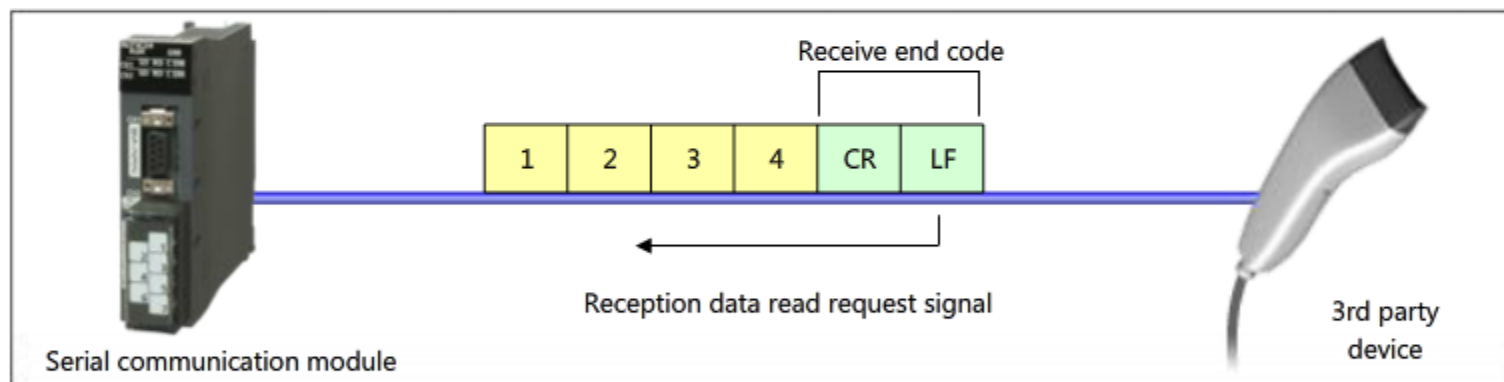 Receive end code
1 2 3 4 CR LF
Reception data read request signal
3rd party
device
Serial communication module